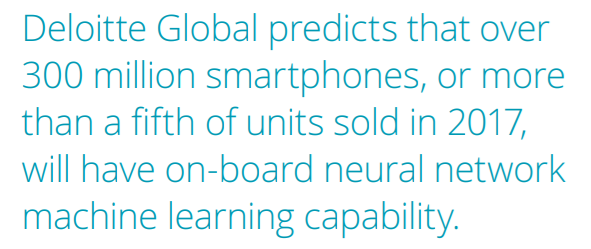 Deloitte Global predicts that over
300 million smartphones, or more
than a fifth of units sold in 2017,
will have on-board neural network
machine learning capability.